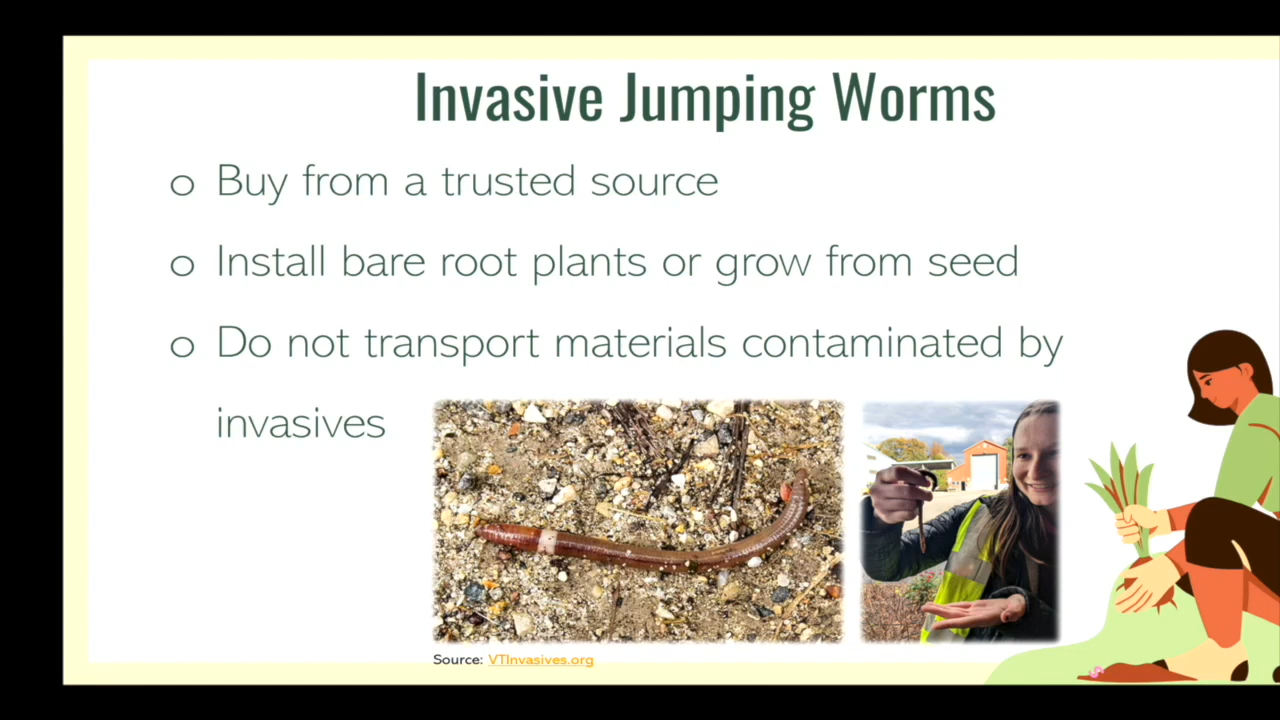 Invasive Jumping Worms
o Buy from a trusted source
o Install bare root plants or grow from seed
o Do not transport materials contaminated by
invasives
Source: VTInvasives.org